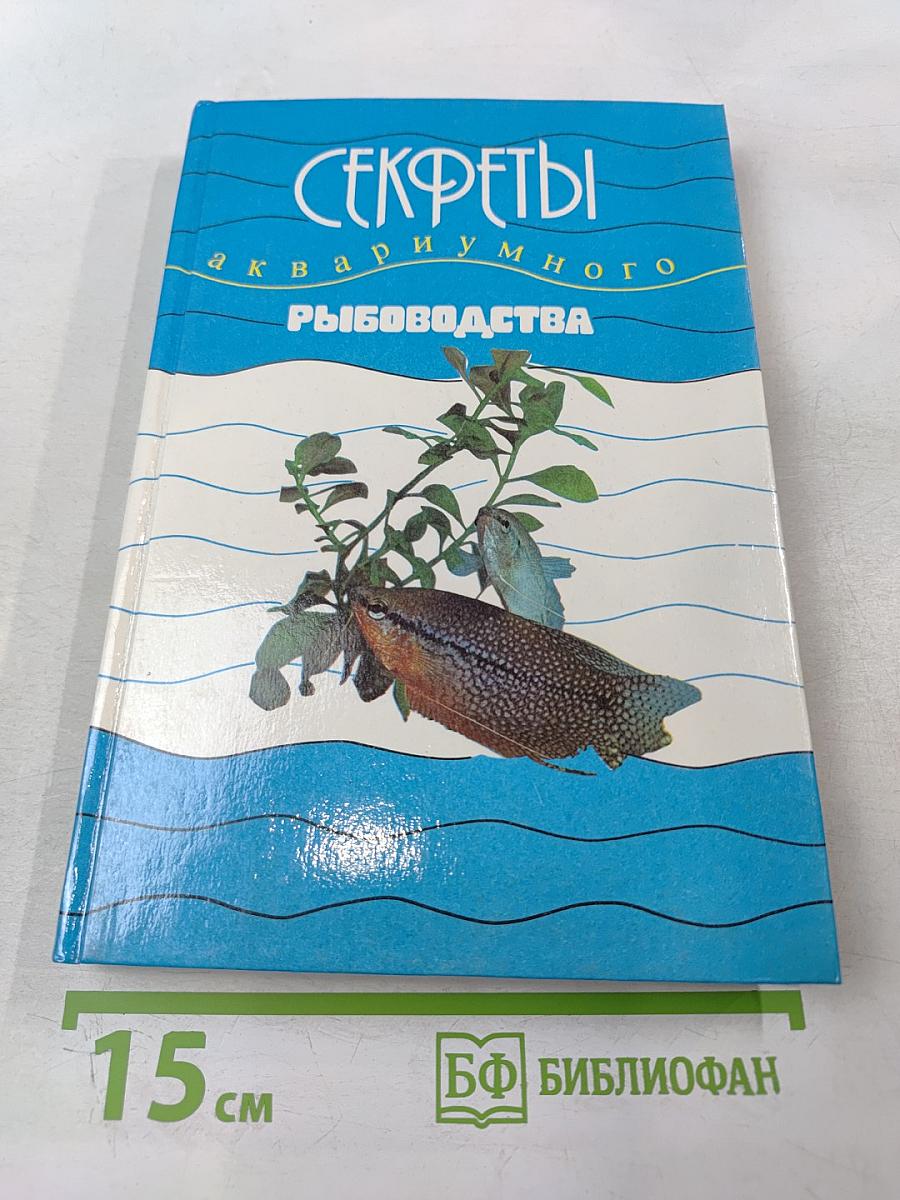 СЕКРЕТЫ
аквариумного
РЫБОВОДСТВА
15 см
БФ БИБЛИОФАН